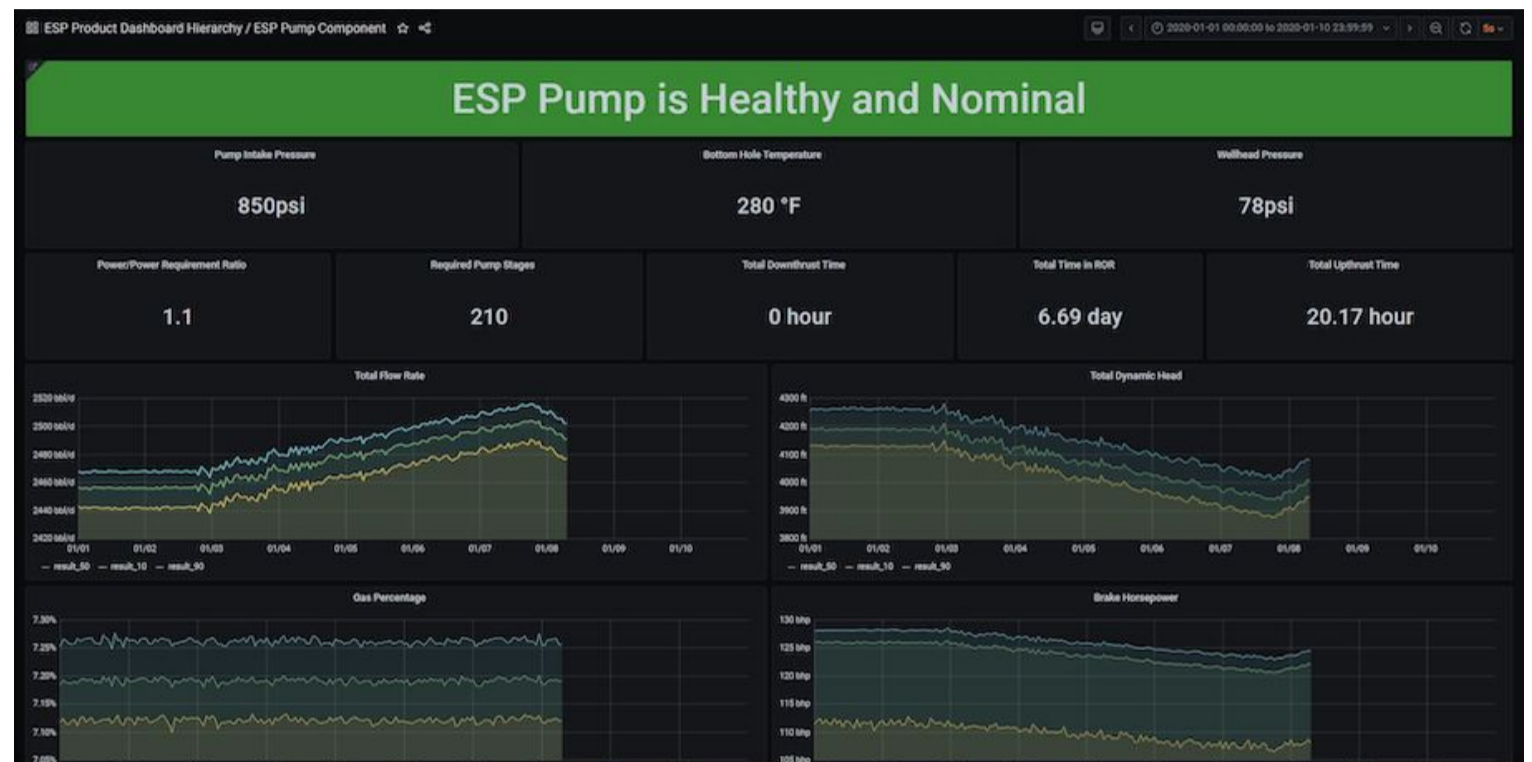 ESP Product Dashboard Hierarchy / ESP Pump Component
2020-01-01 00:00:00 to 2020-01-10 23:59:59
5s
ESP Pump is Healthy and Nominal
Pump Intake Pressure
Bottom Hole Temperature
Wellhead Pressure
850psi
280 °F
78psi
Power/Power Requirement Ratio
Required Pump Stages
Total Downthrust Time
Total Time in ROR
Total Upthrust Time
1.1
210
0 hour
6.69 day
20.17 hour
Total Flow Rate
2520 bbl/d
2500 bbl/d
2480 bbl/d
2460 bbl/d
2440 bbl/d
2420 bbl/d
01/01 01/02 01/03 01/04 01/05 01/06 01/07 01/08 01/09 01/10
result_50 result_10 result_90
Total Dynamic Head
4300 ft
4200 ft
4100 ft
4000 ft
3900 ft
3800 ft
01/01 01/02 01/03 01/04 01/05 01/06 01/07 01/08 01/09 01/10
result_50 result_10 result_90
Gas Percentage
7.30%
7.25%
7.20%
7.15%
7.10%
7.05%
Brake Horsepower
130 bhp
125 bhp
120 bhp
115 bhp
110 bhp
105 bhp